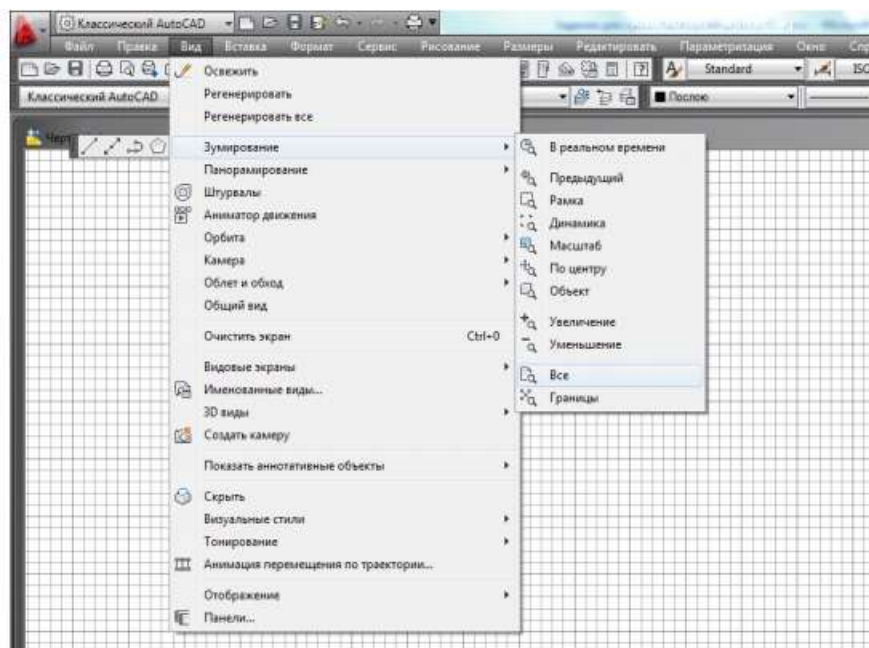 Классический AutoCAD
Файл Правка Вид Вставка Формат Сервис Рисование Размеры Редактировать Параметризация Окно Спр
Standard ISO
Классический AutoCAD Послою
Черт
Освежить
Регенерировать
Регенерировать все
Зумирование
Панорамирование
Штурвалы
Аниматор движения
Орбита
Камера
Облет и обход
Общий вид
Очистить экран Ctrl+0
Видовые экраны
Именованные виды...
3D виды
Создать камеру
Показать аннотативные объекты
Скрыть
Визуальные стили
Тонирование
Анимация перемещения по траектории...
Отображение
Панели...
В реальном времени
Предыдущий
Рамка
Динамика
Масштаб
По центру
Объект
Увеличение
Уменьшение
Все
Границы